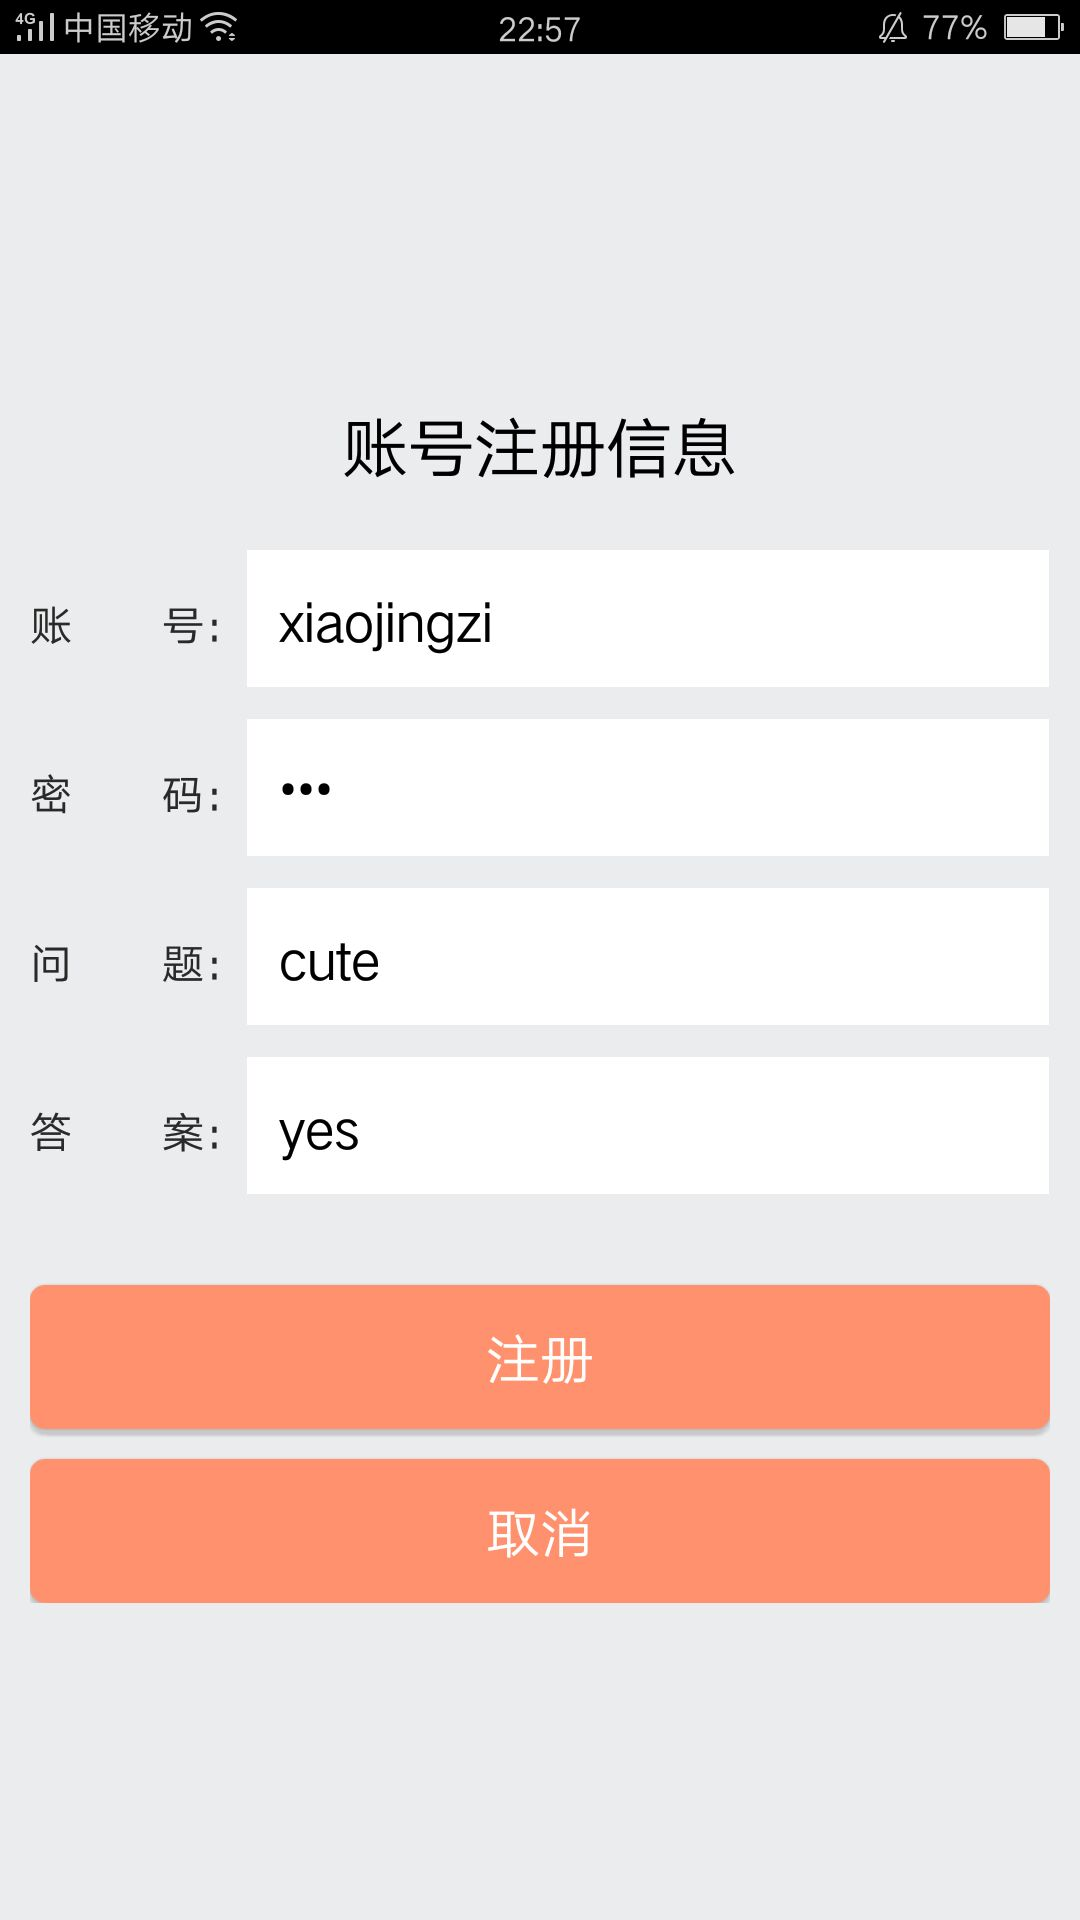 4G 中国移动 22:57 77%
账号注册信息
账 号: xiaojingzi
密 码: •••
问 题: cute
答 案: yes
注册
取消